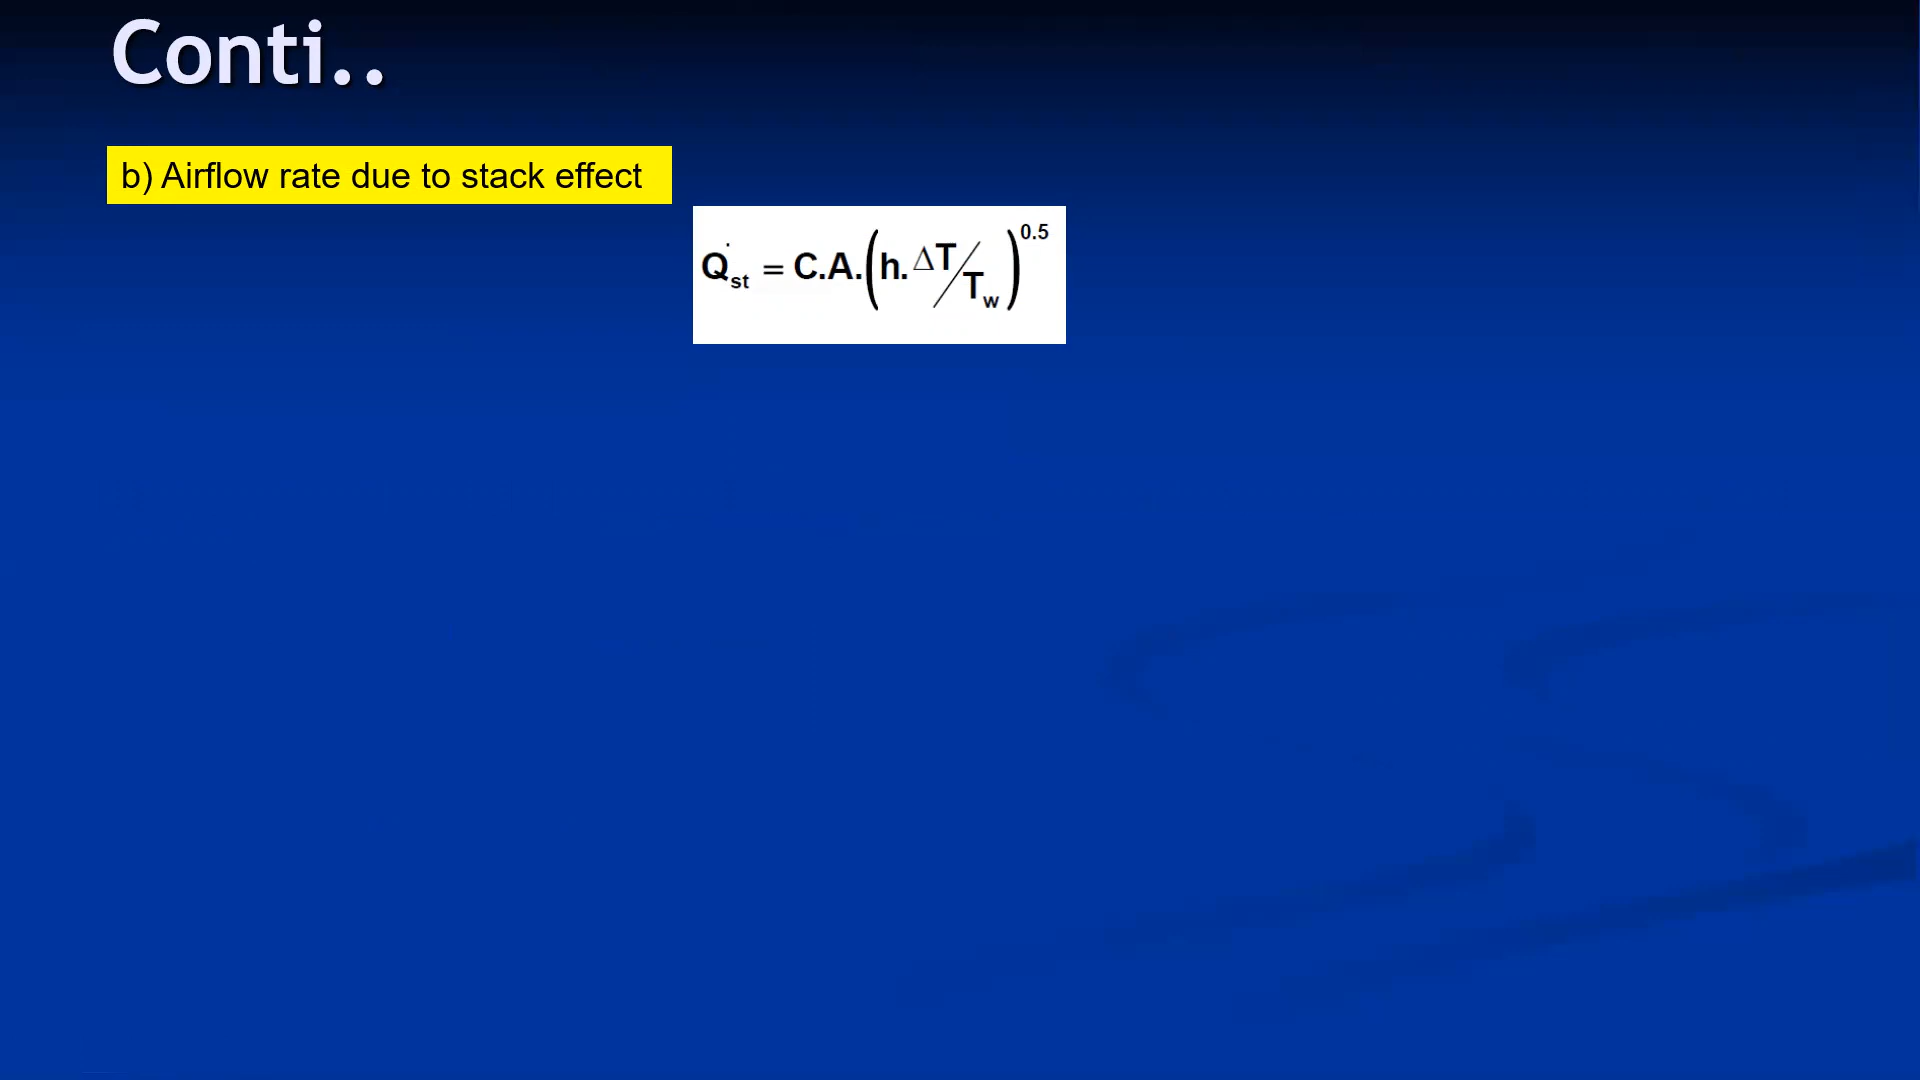 Conti..
b) Airflow rate due to stack effect
Q̇st = C.A.(h. ΔT/Tw)^0.5